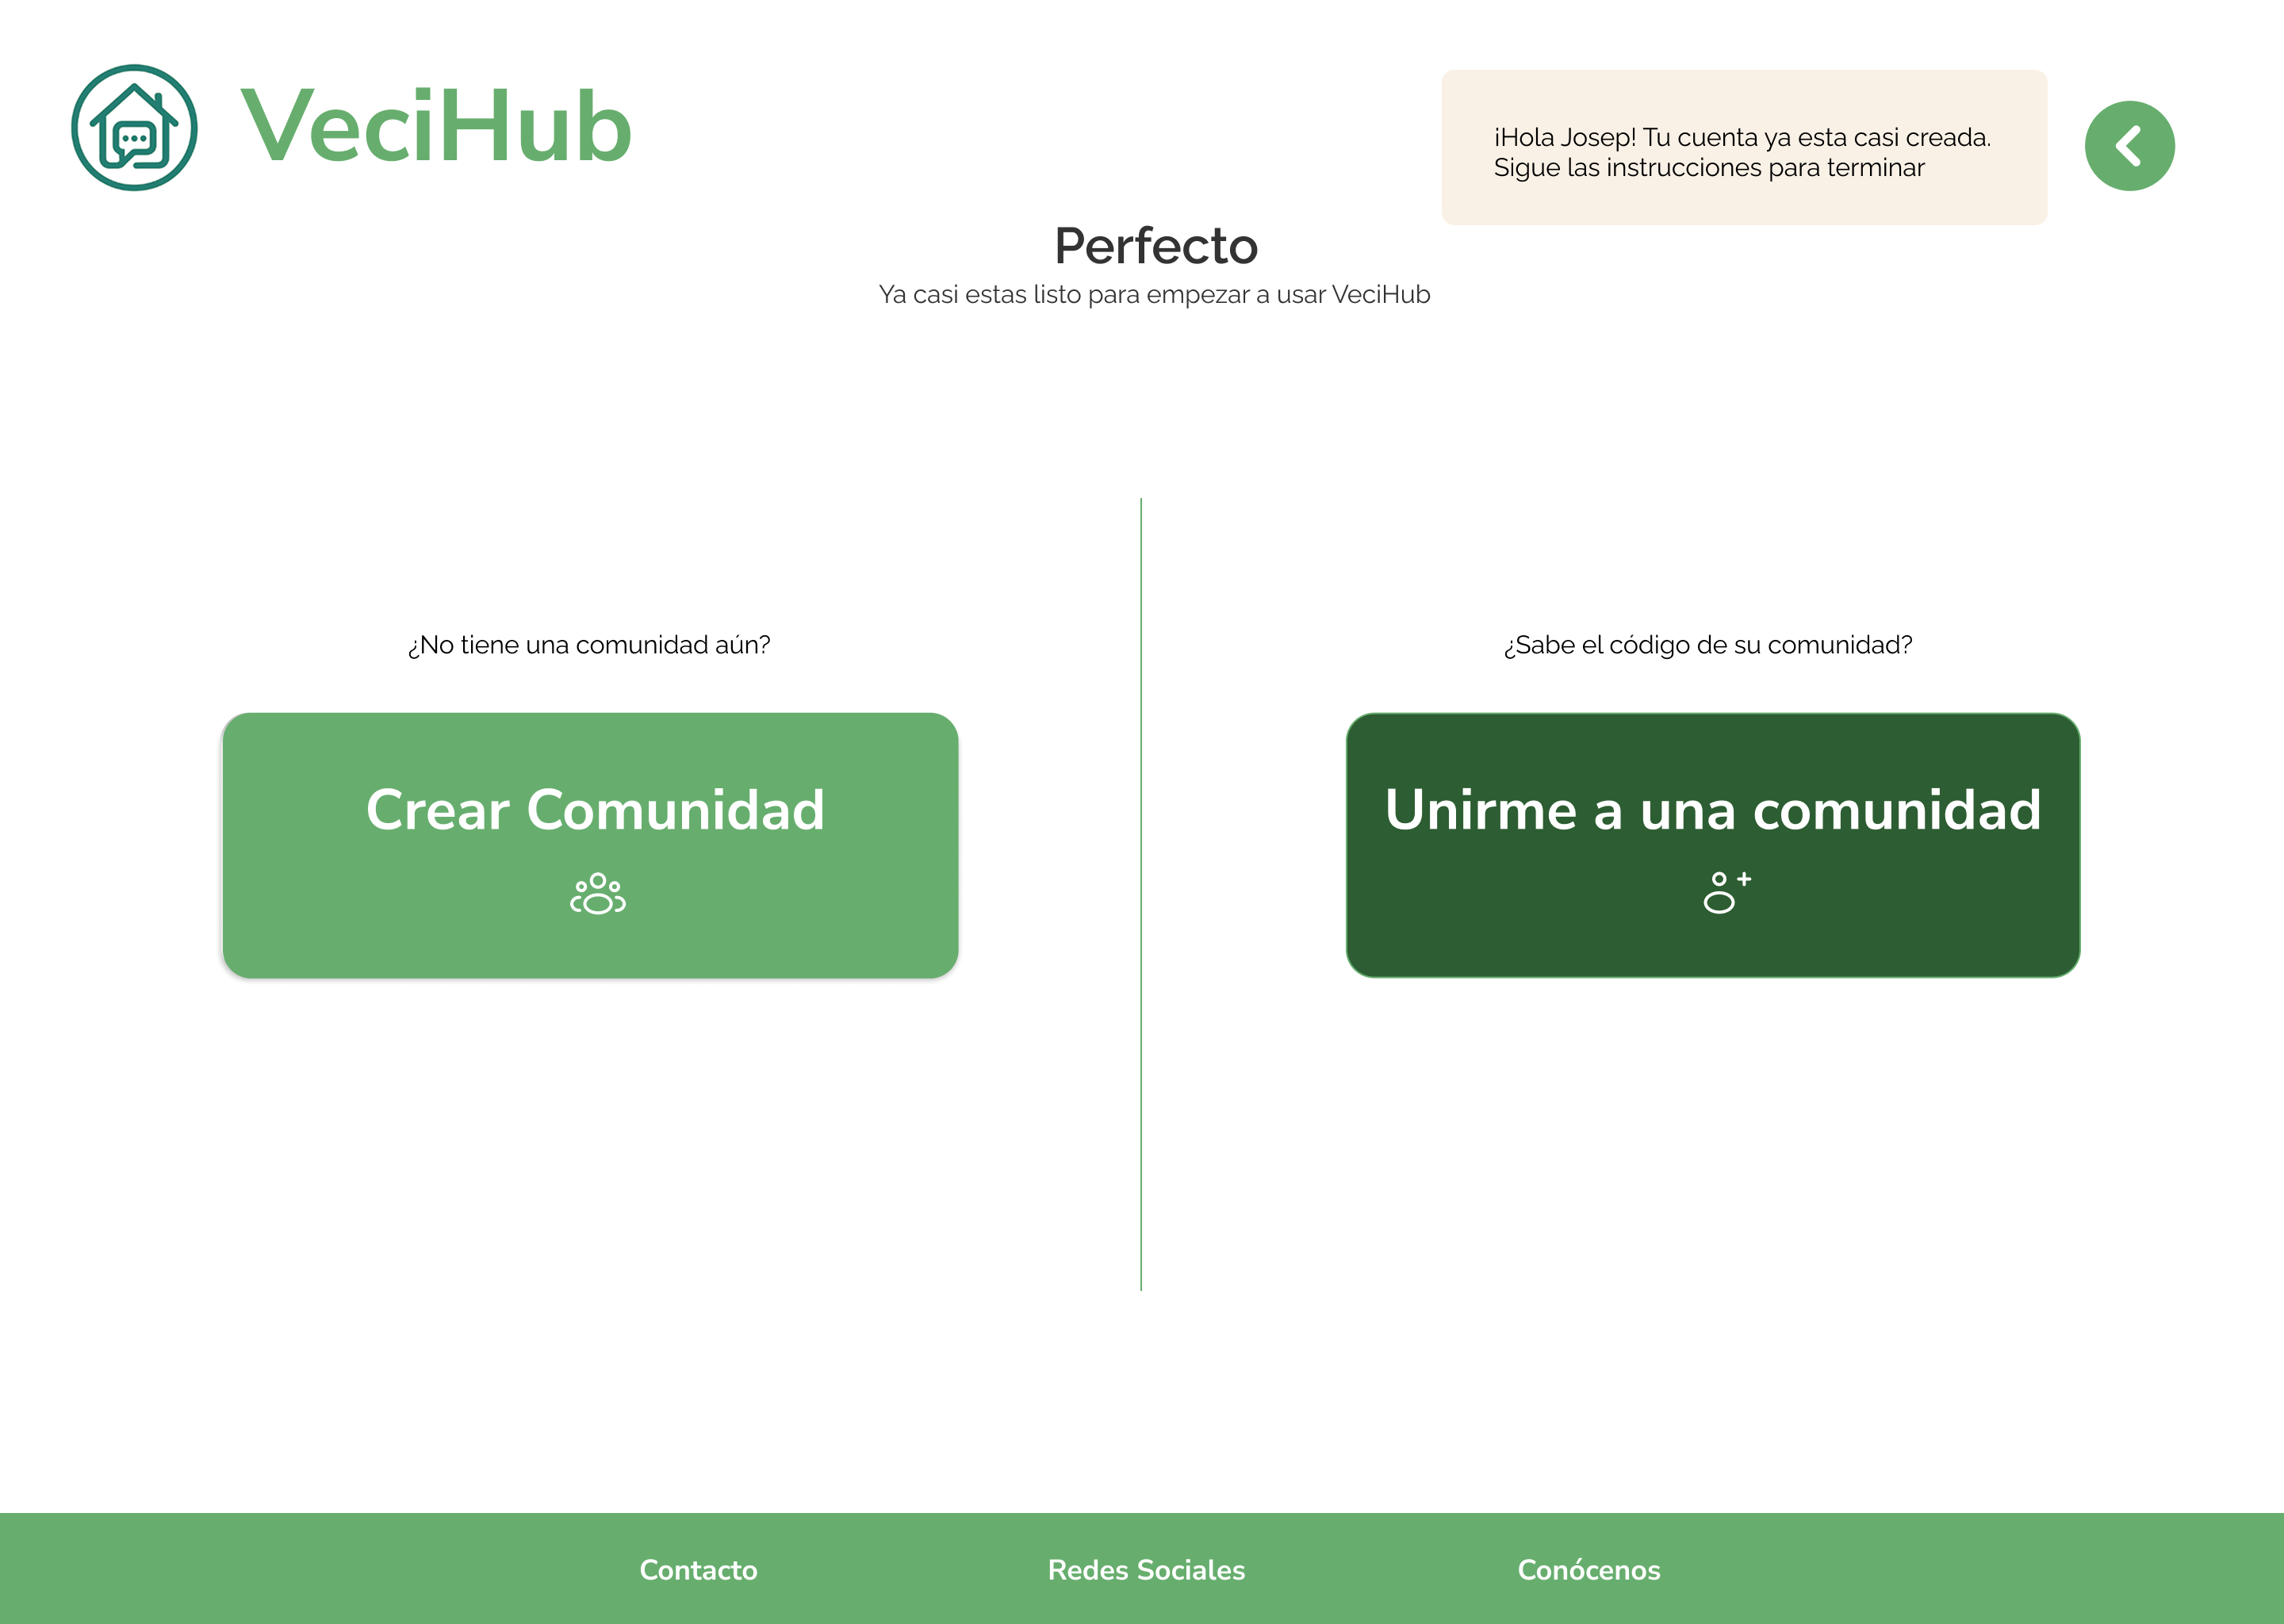 VeciHub
¡Hola Josep! Tu cuenta ya esta casi creada.
Sigue las instrucciones para terminar
Perfecto
Ya casi estas listo para empezar a usar VeciHub
¿No tiene una comunidad aún?
Crear Comunidad
¿Sabe el código de su comunidad?
Unirme a una comunidad
Contacto
Redes Sociales
Conócenos